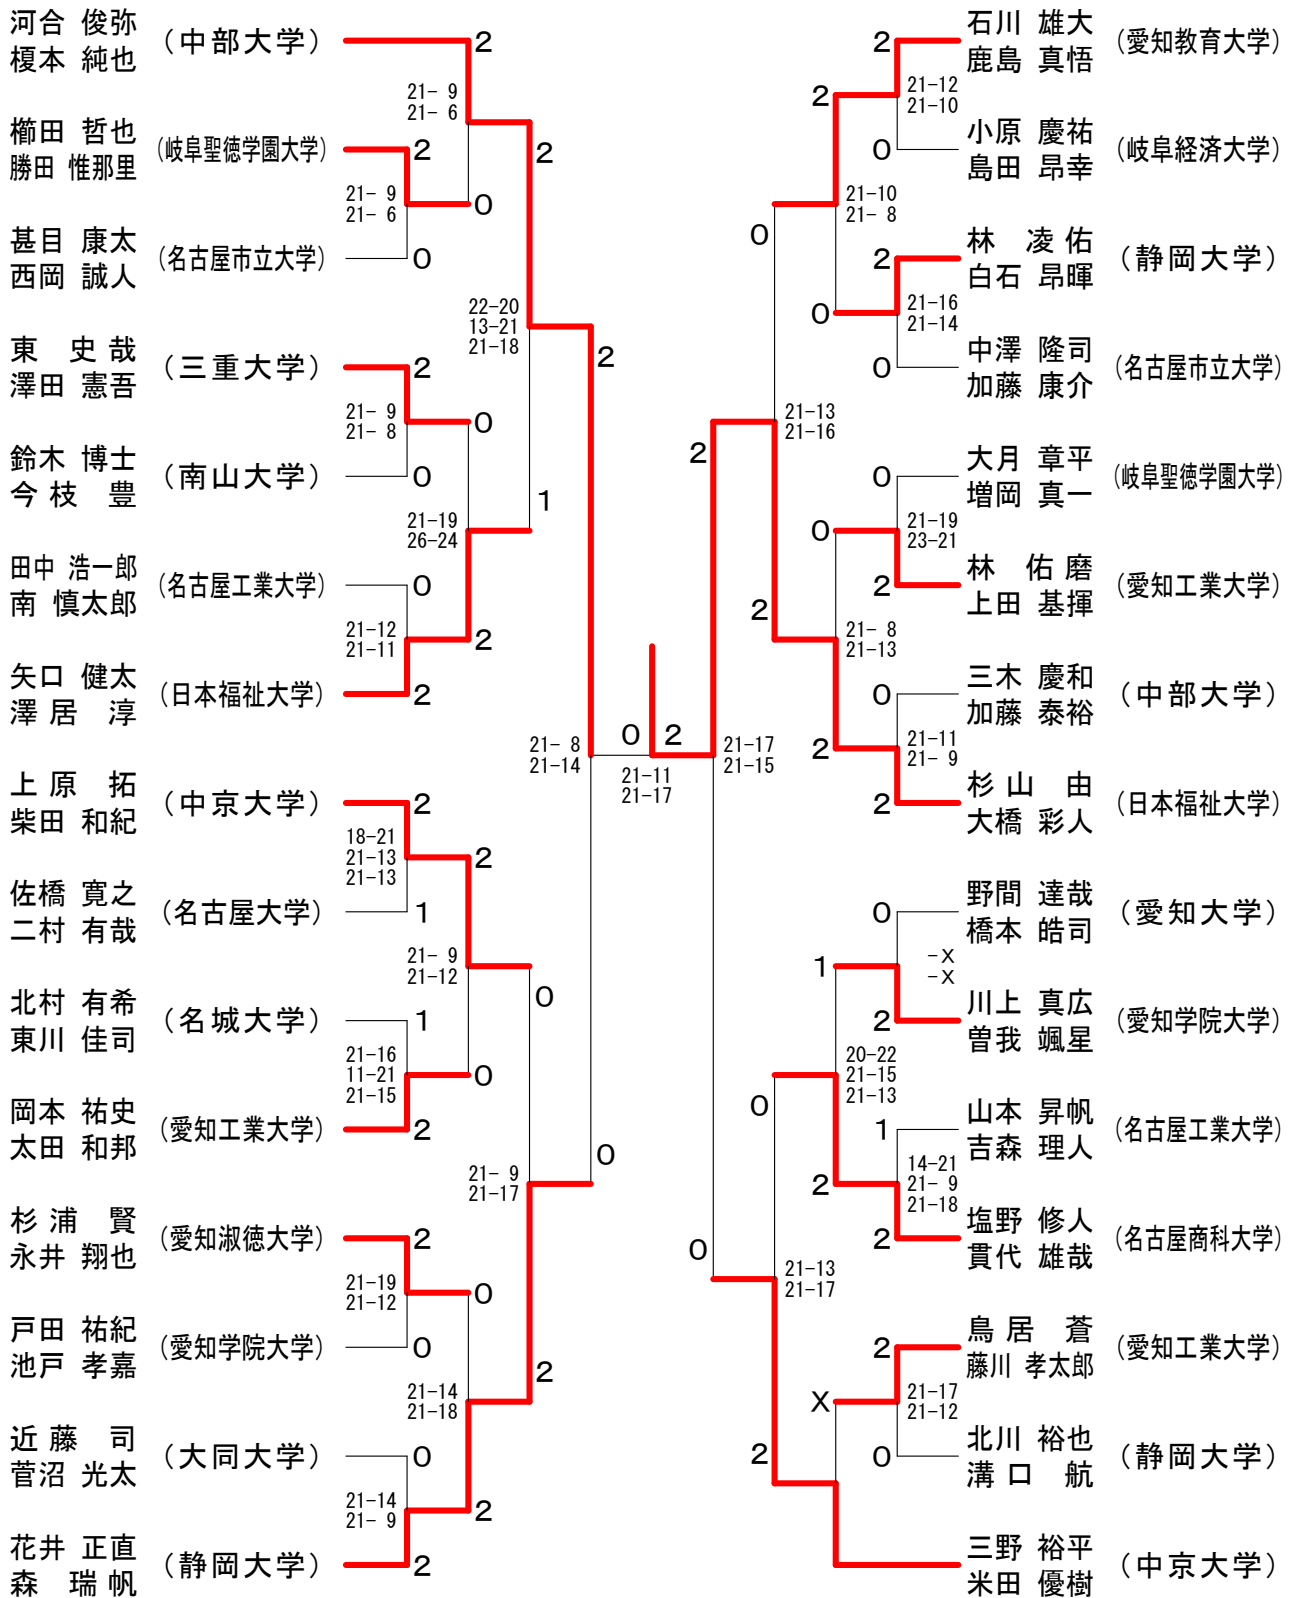 河合 俊弥
榎本 純也
(中部大学)
2
21- 9
21- 6
櫛田 哲也
勝田 惟那里
(岐阜聖徳学園大学)
2
2
21- 9
21- 6
0
甚目 康太
西岡 誠人
(名古屋市立大学)
0
22-20
13-21
21-18
2
東 史哉
澤田 憲吾
(三重大学)
2
21- 9
21- 8
0
鈴木 博士
今枝 豊
(南山大学)
0
1
21-19
26-24
田中 浩一郎
南 慎太郎
(名古屋工業大学)
0
21-12
21-11
2
矢口 健太
澤居 淳
(日本福祉大学)
2
21- 8
21-14
上原 拓
柴田 和紀
(中京大学)
2
18-21
21-13
21-13
2
佐橋 寛之
二村 有哉
(名古屋大学)
1
21- 9
21-12
0
北村 有希
東川 佳司
(名城大学)
1
21-16
11-21
21-15
0
岡本 祐史
太田 和邦
(愛知工業大学)
2
0
21- 9
21-17
杉浦 賢
永井 翔也
(愛知淑徳大学)
2
21-19
21-12
0
戸田 祐紀
池戸 孝嘉
(愛知学院大学)
0
2
21-14
21-18
近藤 司
菅沼 光太
(大同大学)
0
21-14
21- 9
2
花井 正直
森 瑞帆
(静岡大学)
2
0
2
21-11
21-17
石川 雄大
鹿島 真悟
(愛知教育大学)
2
2
21-12
21-10
小原 慶祐
島田 昂幸
(岐阜経済大学)
0
21-10
21- 8
0
林 凌佑
白石 昂暉
(静岡大学)
2
0
21-16
21-14
中澤 隆司
加藤 康介
(名古屋市立大学)
0
21-13
21-16
2
大月 章平
増岡 真一
(岐阜聖徳学園大学)
0
0
21-19
23-21
林 佑磨
上田 基揮
(愛知工業大学)
2
2
21- 8
21-13
三木 慶和
加藤 泰裕
(中部大学)
0
2
21-11
21- 9
杉山 由
大橋 彩人
(日本福祉大学)
2
21-17
21-15
野間 達哉
橋本 皓司
(愛知大学)
0
1
-X
-X
川上 真広
曽我 颯星
(愛知学院大学)
2
20-22
21-15
21-13
0
山本 昇帆
吉森 理人
(名古屋工業大学)
1
2
14-21
21- 9
21-18
塩野 修人
貫代 雄哉
(名古屋商科大学)
2
0
21-13
21-17
鳥居 蒼
藤川 孝太郎
(愛知工業大学)
2
X
21-17
21-12
北川 裕也
溝口 航
(静岡大学)
0
2
三野 裕平
米田 優樹
(中京大学)